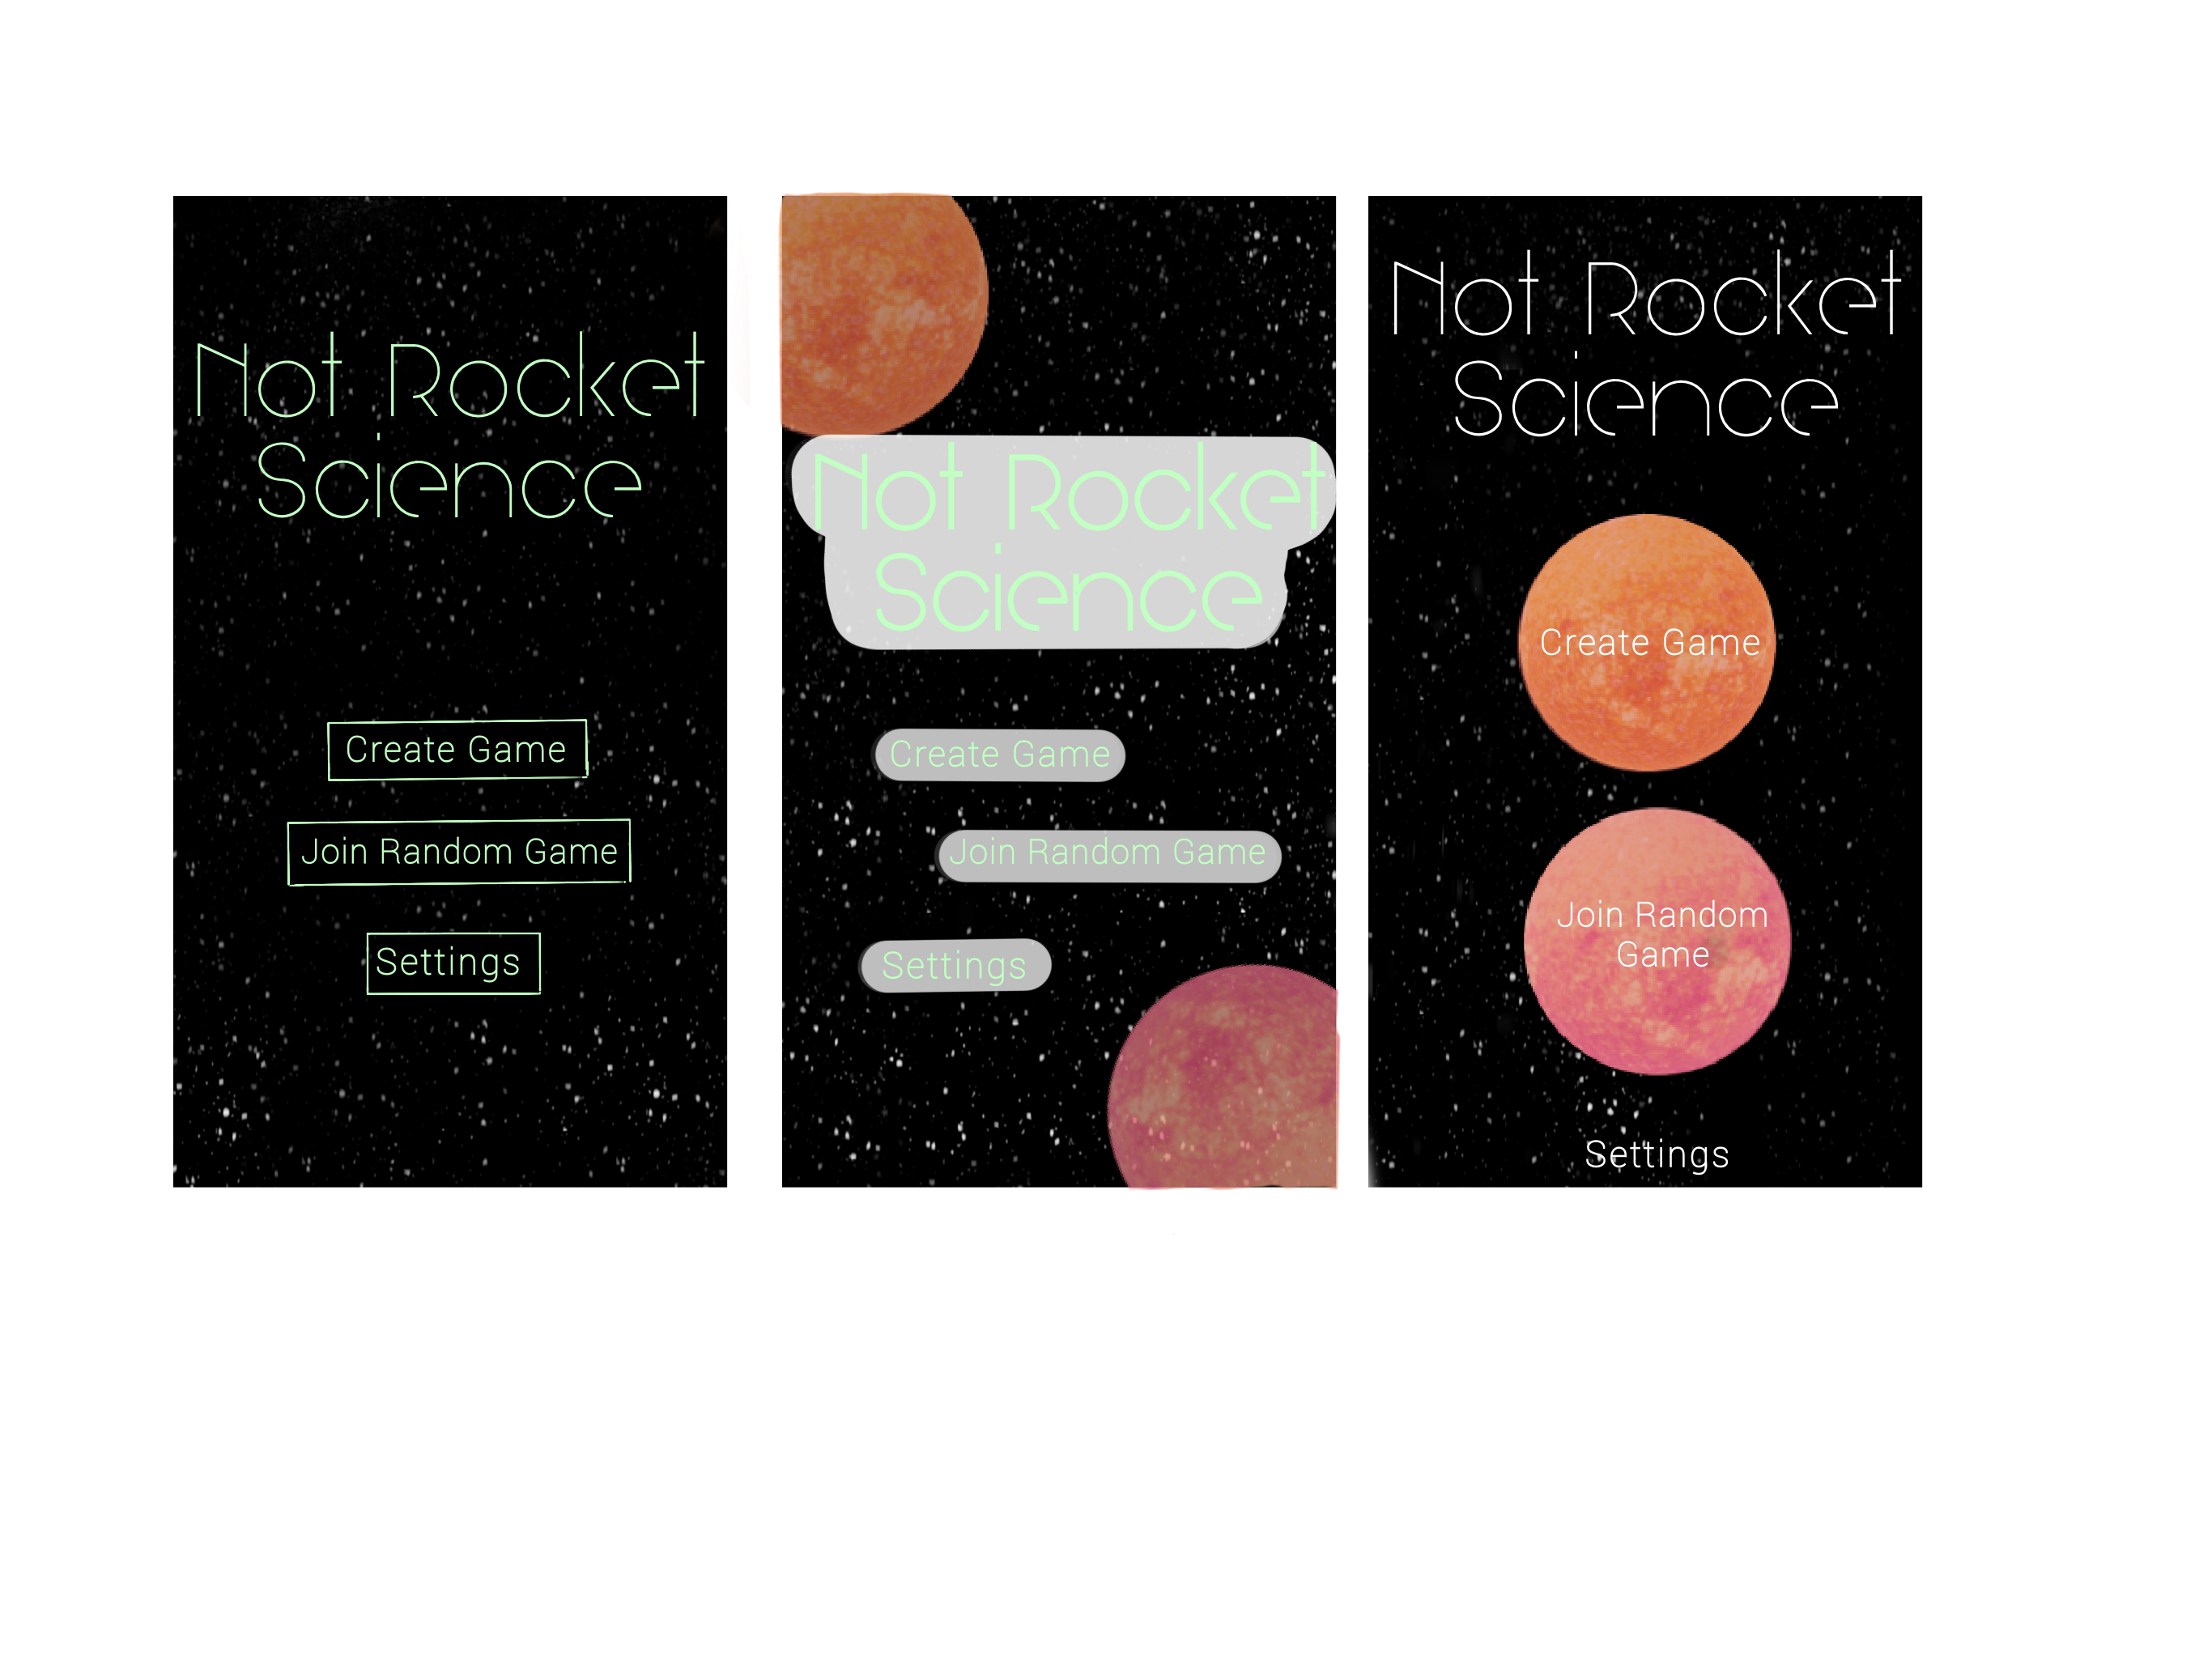 Not Rocket
Science
Create Game
Join Random Game
Settings
Not Rocket
Science
Create Game
Join Random Game
Settings
Not Rocket
Science
Create Game
Join Random
Game
Settings